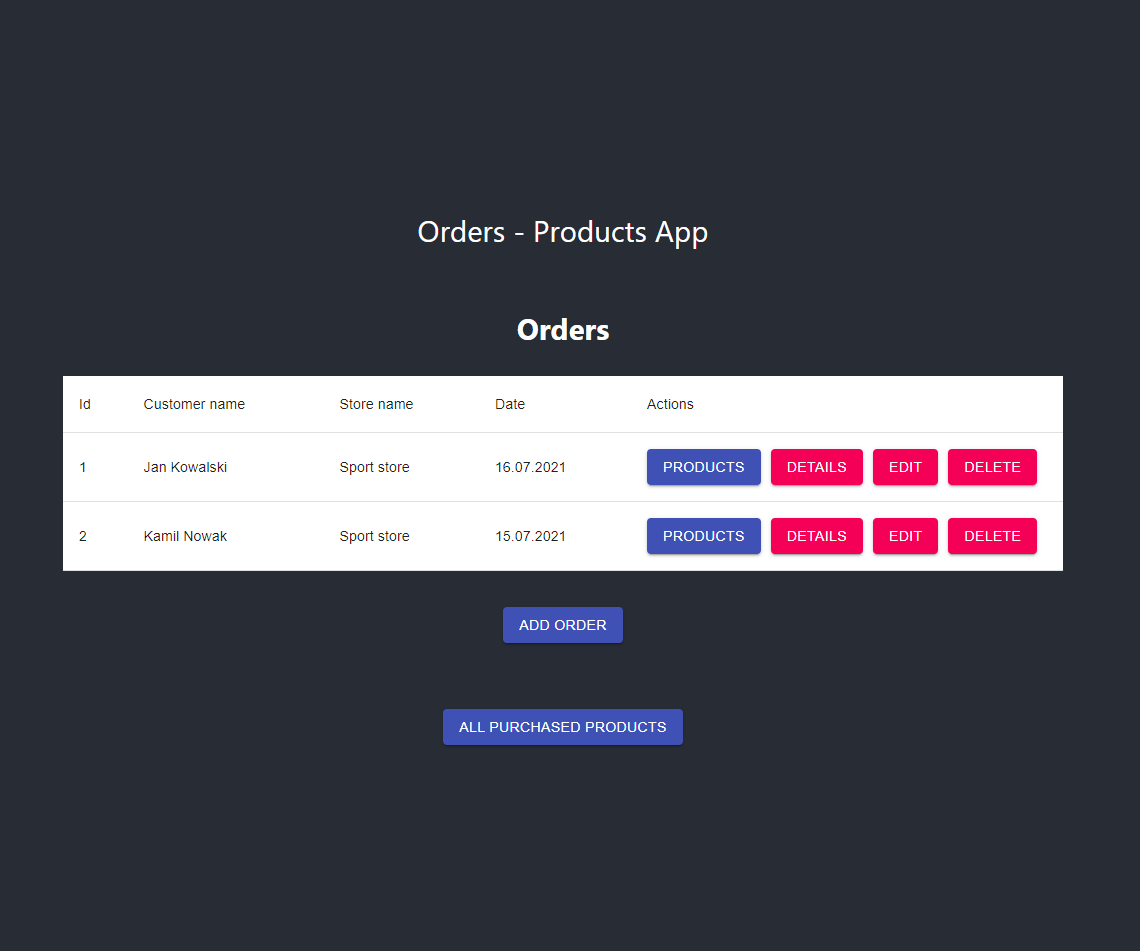 Orders - Products App
Orders
Id Customer name Store name Date Actions
1 Jan Kowalski Sport store 16.07.2021 PRODUCTS DETAILS EDIT DELETE
2 Kamil Nowak Sport store 15.07.2021 PRODUCTS DETAILS EDIT DELETE
ADD ORDER
ALL PURCHASED PRODUCTS